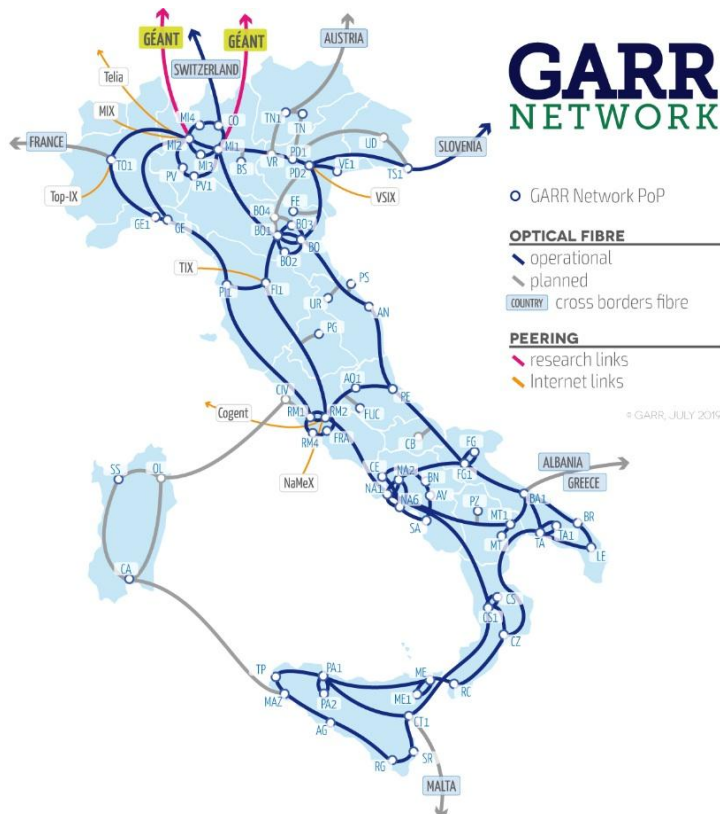 GÉANT
GÉANT
AUSTRIA
SWITZERLAND
GARR
NETWORK
Telia
MIX
MI4
CO
TN1
TN
FRANCE
MI2
MI1
UD
SLOVENIA
TO1
MI3
BS
VR
PD1
PD2
VE1
TS1
PV
PV1
Top-IX
VSIX
GARR Network PoP
FE
BO4
BO3
GE1
GE
BO1
BO
OPTICAL FIBRE
BO2
operational
TIX
planned
PS
COUNTRY cross borders fibre
PI1
FI1
UR
AN
PEERING
PG
research links
Internet links
AQ1
CIV
PE
© GARR, JULY 2019
Cogent
RM1
RM2
FUC
RM4
FRA
CB
FG
NaMeX
CE
NA2
FG1
ALBANIA
SS
OL
BN
GREECE
NA1
AV
BA1
NA6
PZ
MT1
BR
SA
MT
TA
TA1
LE
CA
CS
CS1
CZ
TP
PA1
ME
MAZ
PA2
ME1
RC
AG
CT1
RG
SR
MALTA